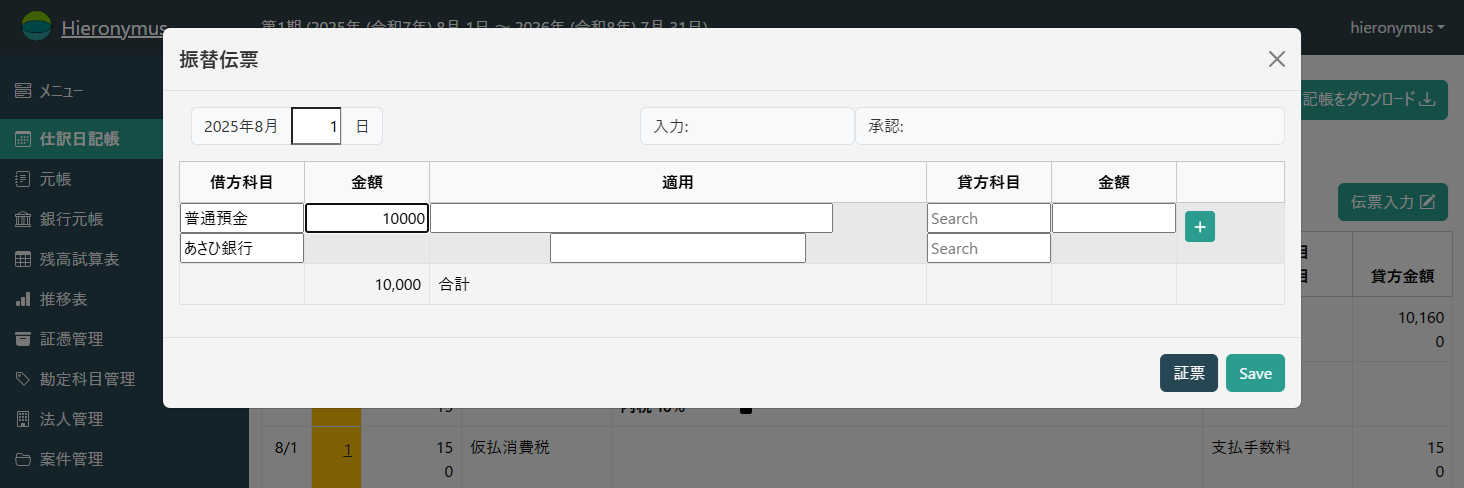 Hieronymus
第1期 (2025年 (令和7年) 8月 1日 ～ 2026年 (令和8年) 7月 31日)
hieronymus
メニュー
仕訳日記帳
元帳
銀行元帳
残高試算表
推移表
証憑管理
勘定科目管理
法人管理
案件管理
振替伝票
2025年8月 1 日
入力:
承認:
借方科目 金額 適用 貸方科目 金額
普通預金 10000 Search
あさひ銀行 Search
10,000 合計
証票 Save
記帳をダウンロード
伝票入力
目
目 貸方金額
10,160
0
8/1 1 15 仮払消費税 支払手数料 15
0 0